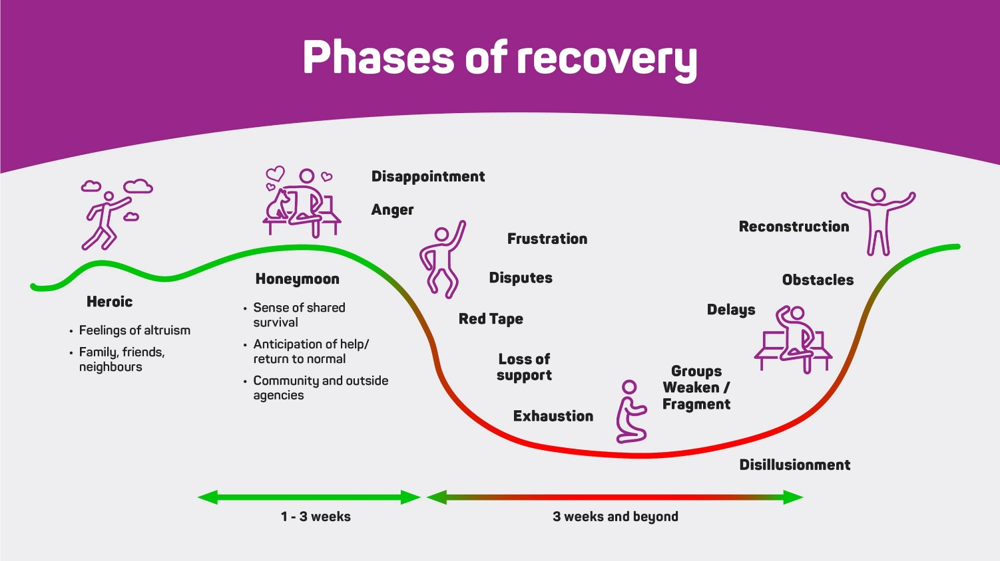 Phases of recovery
Heroic
• Feelings of altruism
• Family, friends,
neighbours
Honeymoon
• Sense of shared
survival
• Anticipation of help/
return to normal
• Community and outside
agencies
Disappointment
Anger
Frustration
Disputes
Red Tape
Loss of
support
Exhaustion
Groups
Weaken /
Fragment
Delays
Obstacles
Reconstruction
Disillusionment
1 - 3 weeks
3 weeks and beyond